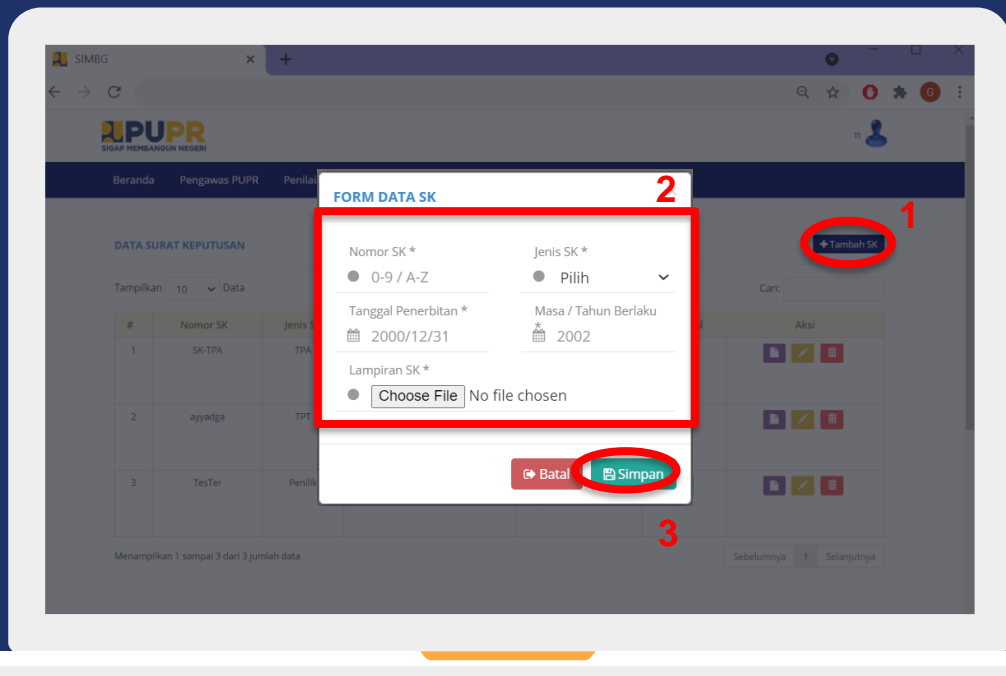 SIMBG
G
PUPR
SIGAP MEMBANGUN NEGERI
Beranda Pengawas PUPR
FORM DATA SK
2
1
DATA SURAT KEPUTUSAN
+ Tambah SK
Nomor SK * Jenis SK *
0-9 / A-Z Pilih
Tampilkan 10 Data
Cari:
Tanggal Penerbitan * Masa / Tahun Berlaku
*
2000/12/31 2002
# Nomor SK Jenis Aksi
1 SK-TPA TPA
Lampiran SK *
Choose File No file chosen
2 ayyadga TPT
Batal Simpan
3 TesTer Penilik
3
Menampilkan 1 sampai 3 dari 3 jumlah data
Sebelumnya 1 Selanjutnya